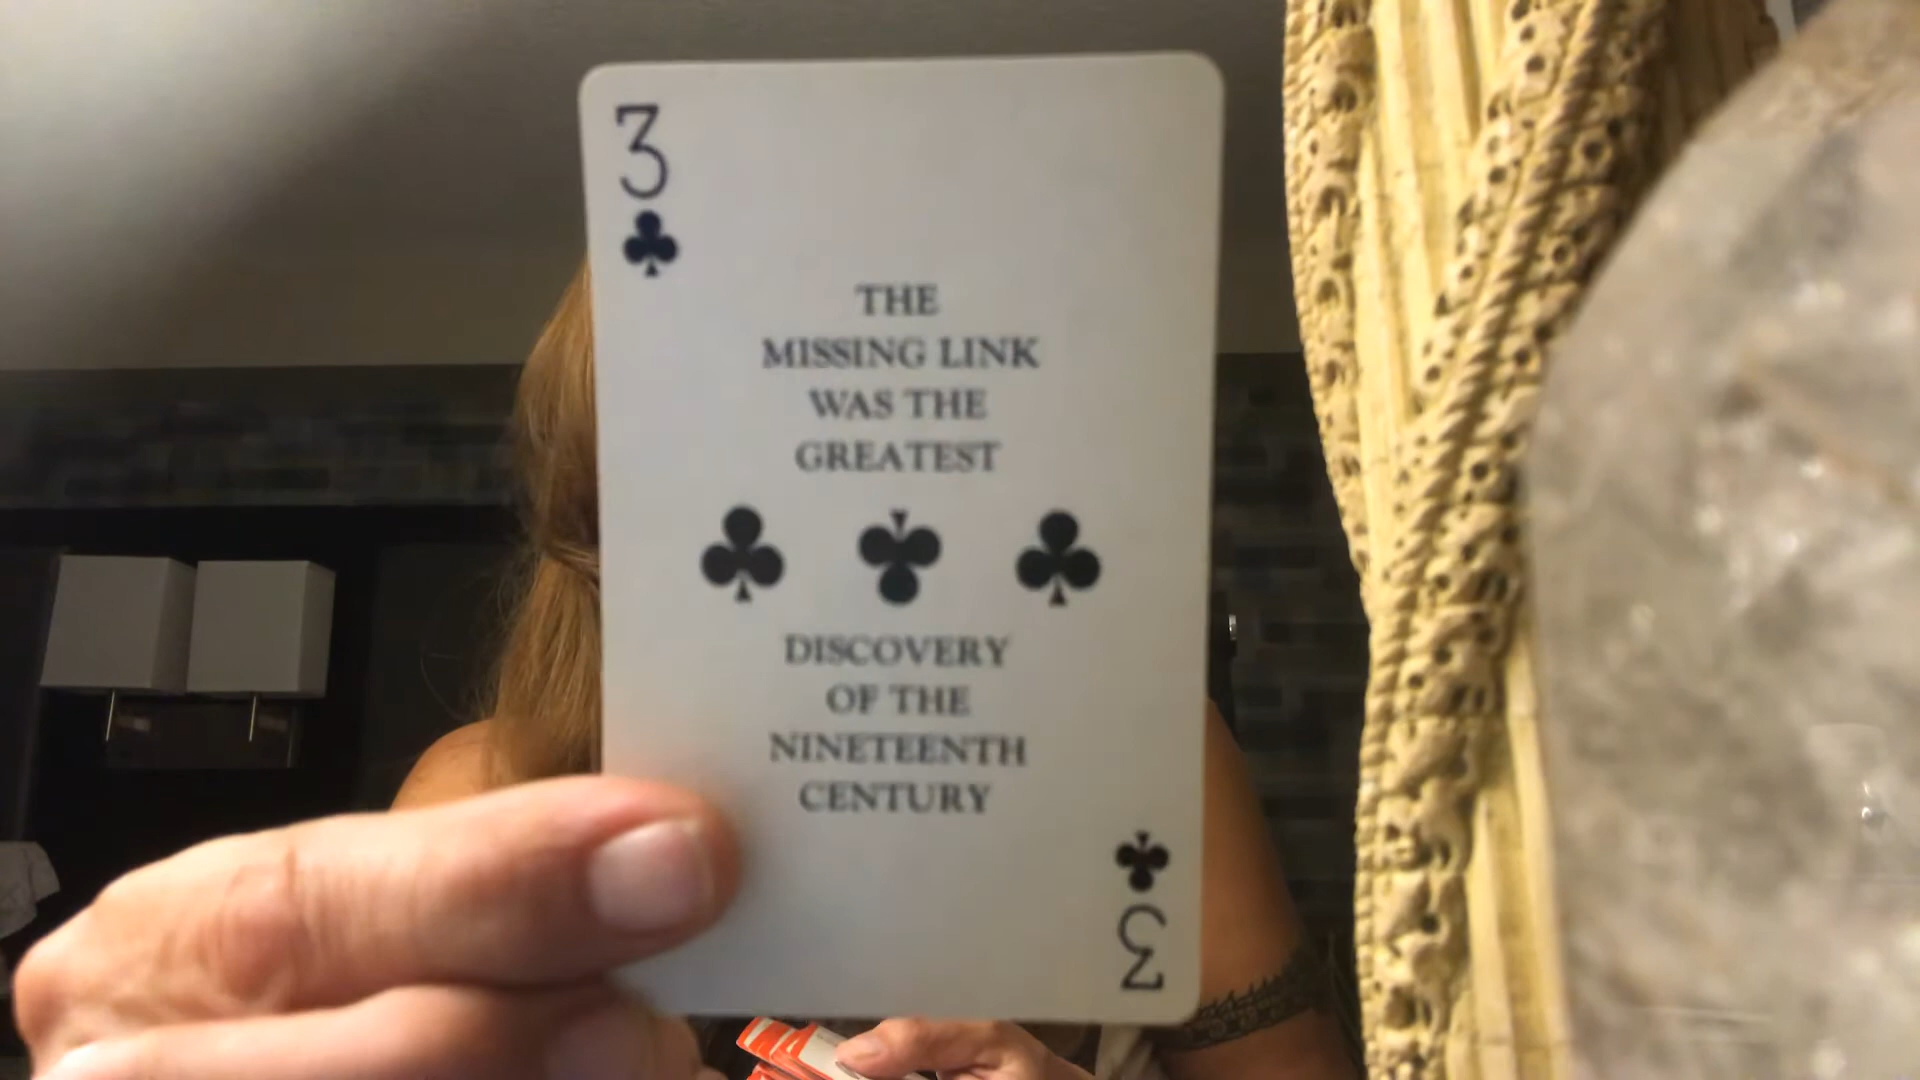 3
THE
MISSING LINK
WAS THE
GREATEST
DISCOVERY
OF THE
NINETEENTH
CENTURY
3